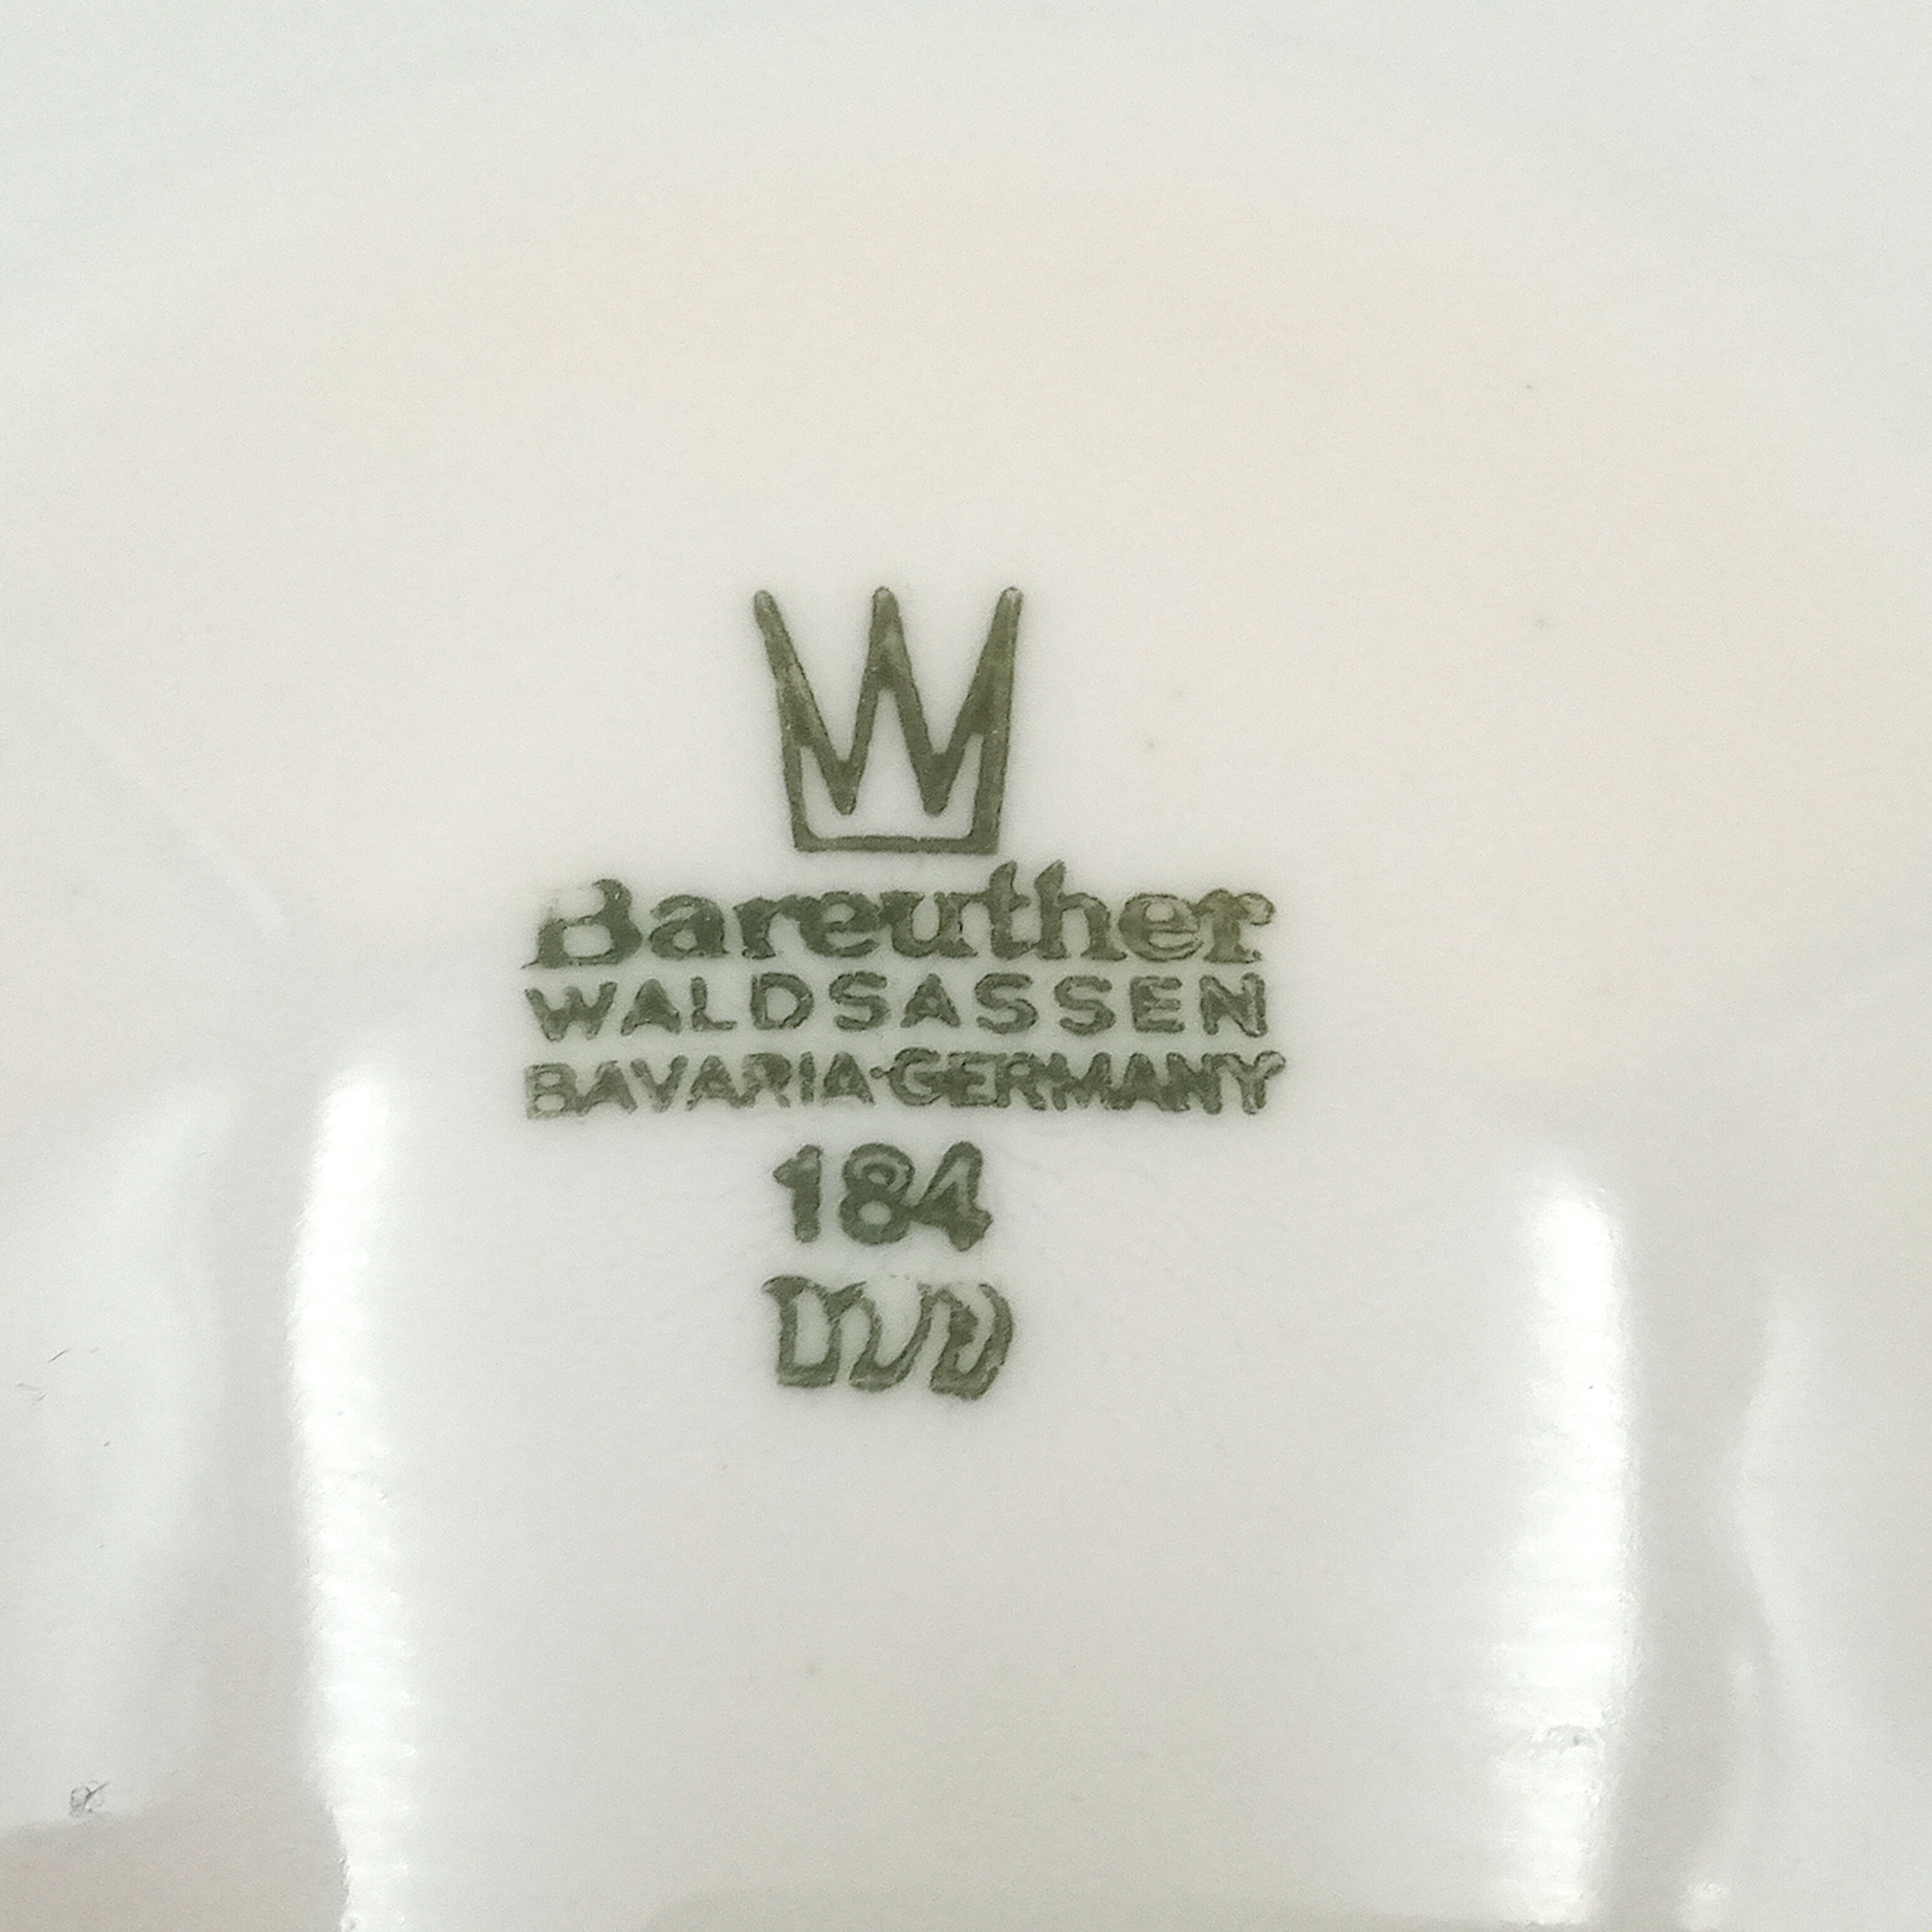 W
Bareuther
WALDSASSEN
BAVARIA·GERMANY
184